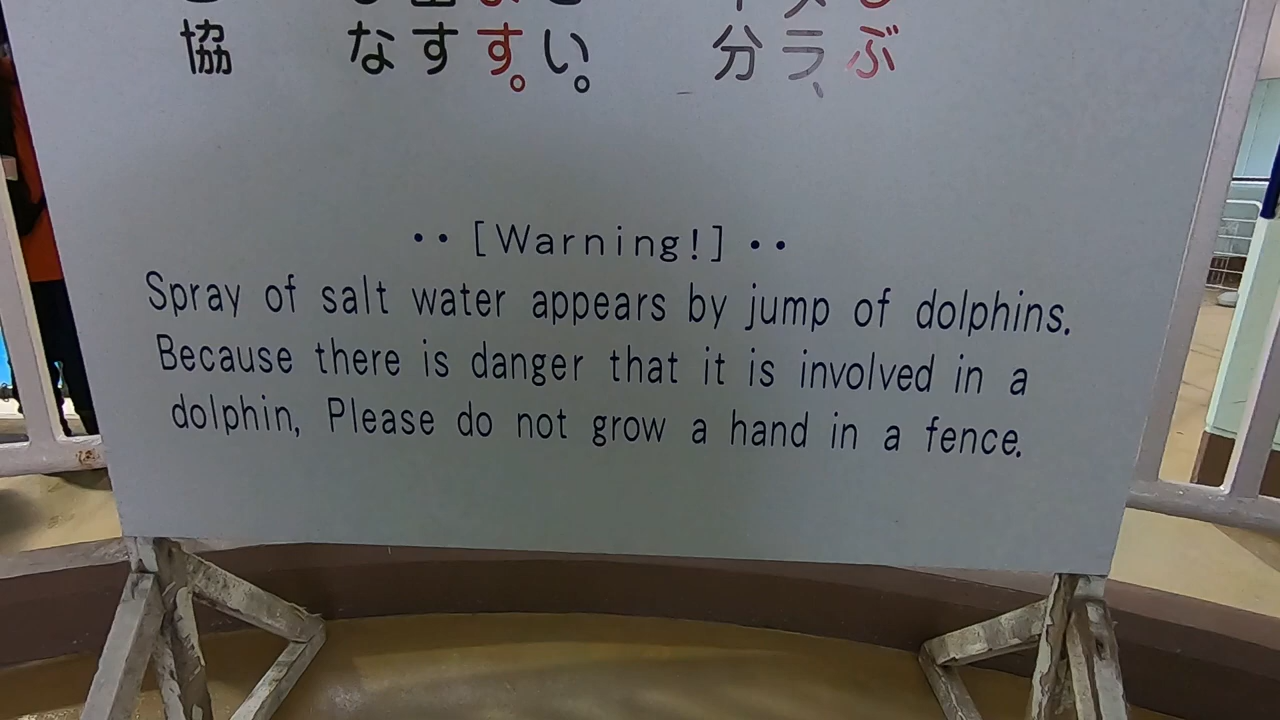 ぶ
ラ、
分
い。
す。
す
な
協
・・[Warning!]・・
Spray of salt water appears by jump of dolphins.
Because there is danger that it is involved in a
dolphin, Please do not grow a hand in a fence.